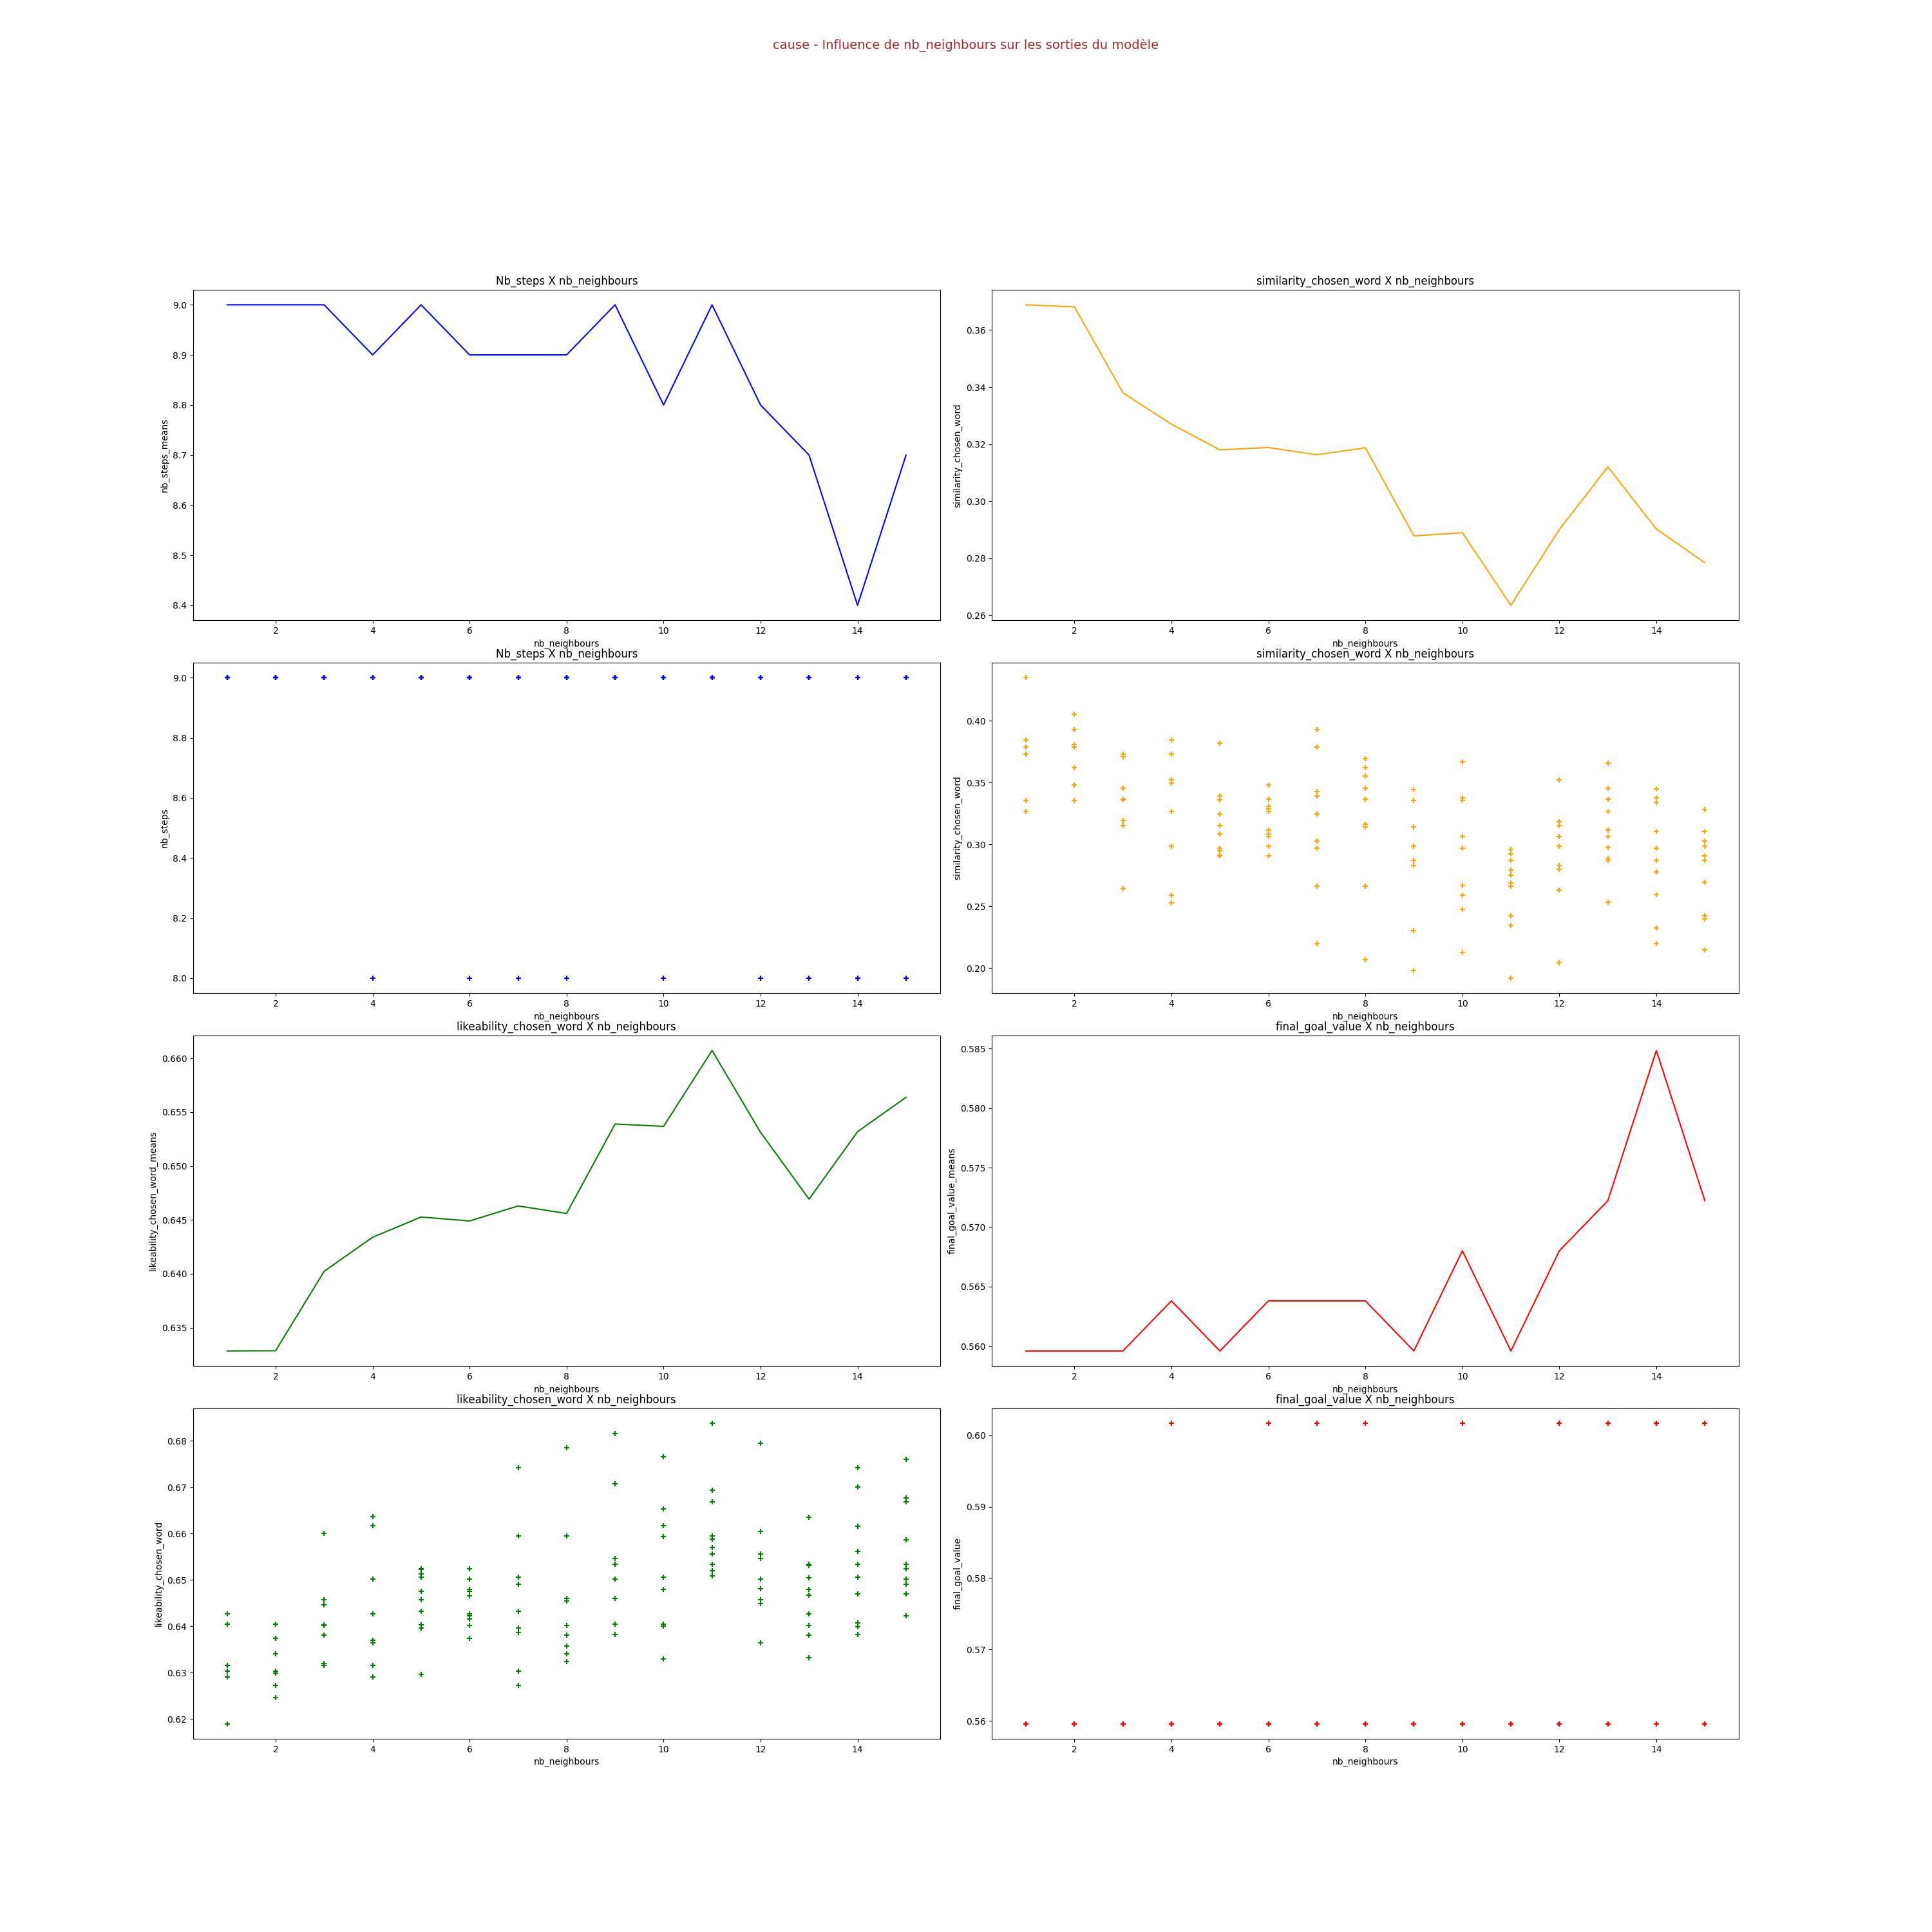 cause - Influence de nb_neighbours sur les sorties du modèle
Nb_steps X nb_neighbours
nb_steps_means
9.0
8.9
8.8
8.7
8.6
8.5
8.4
2 4 6 8 10 12 14
nb_neighbours
similarity_chosen_word X nb_neighbours
similarity_chosen_word
0.36
0.34
0.32
0.30
0.28
0.26
2 4 6 8 10 12 14
nb_neighbours
Nb_steps X nb_neighbours
nb_steps
9.0
8.8
8.6
8.4
8.2
8.0
2 4 6 8 10 12 14
nb_neighbours
similarity_chosen_word X nb_neighbours
similarity_chosen_word
0.40
0.35
0.30
0.25
0.20
2 4 6 8 10 12 14
nb_neighbours
likeability_chosen_word X nb_neighbours
likeability_chosen_word_means
0.660
0.655
0.650
0.645
0.640
0.635
2 4 6 8 10 12 14
nb_neighbours
final_goal_value X nb_neighbours
final_goal_value_means
0.585
0.580
0.575
0.570
0.565
0.560
2 4 6 8 10 12 14
nb_neighbours
likeability_chosen_word X nb_neighbours
likeability_chosen_word
0.68
0.67
0.66
0.65
0.64
0.63
0.62
2 4 6 8 10 12 14
nb_neighbours
final_goal_value X nb_neighbours
final_goal_value
0.60
0.59
0.58
0.57
0.56
2 4 6 8 10 12 14
nb_neighbours